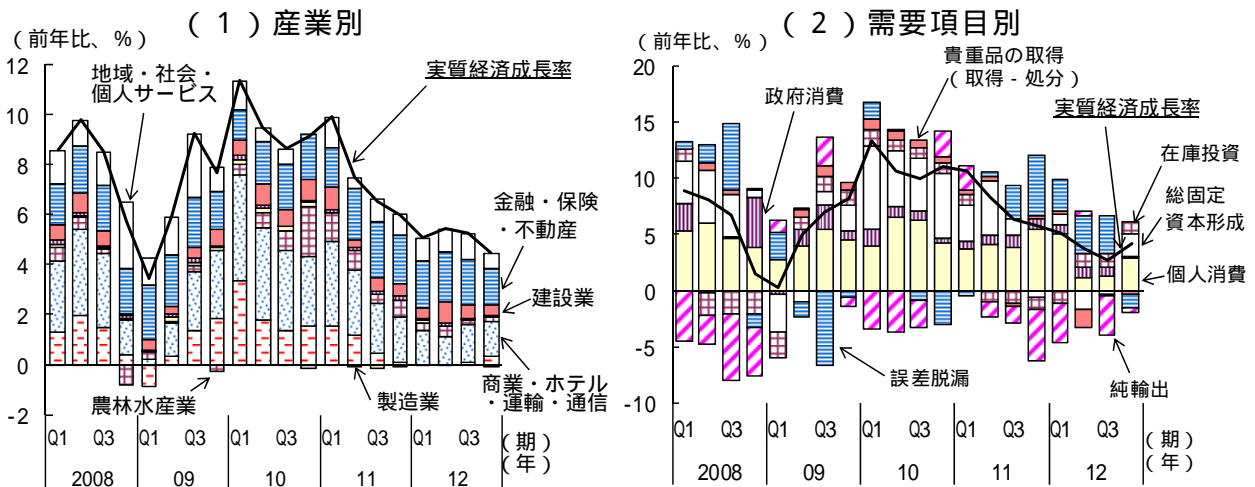 （１）産業別
（前年比、％）
12
10
8
6
4
2
0
-2
地域・社会・
個人サービス
実質経済成長率
金融・保険
・不動産
建設業
商業・ホテル
・運輸・通信
製造業
農林水産業
Q1 Q3 Q1 Q3 Q1 Q3 Q1 Q3 Q1 Q3
（期）
2008 09 10 11 12
（年）
（２）需要項目別
（前年比、％）
20
15
10
5
0
-5
-10
政府消費
貴重品の取得
（取得‐処分）
実質経済成長率
在庫投資
総固定
資本形成
個人消費
純輸出
誤差脱漏
Q1 Q3 Q1 Q3 Q1 Q3 Q1 Q3 Q1 Q3
（期）
2008 09 10 11 12
（年）